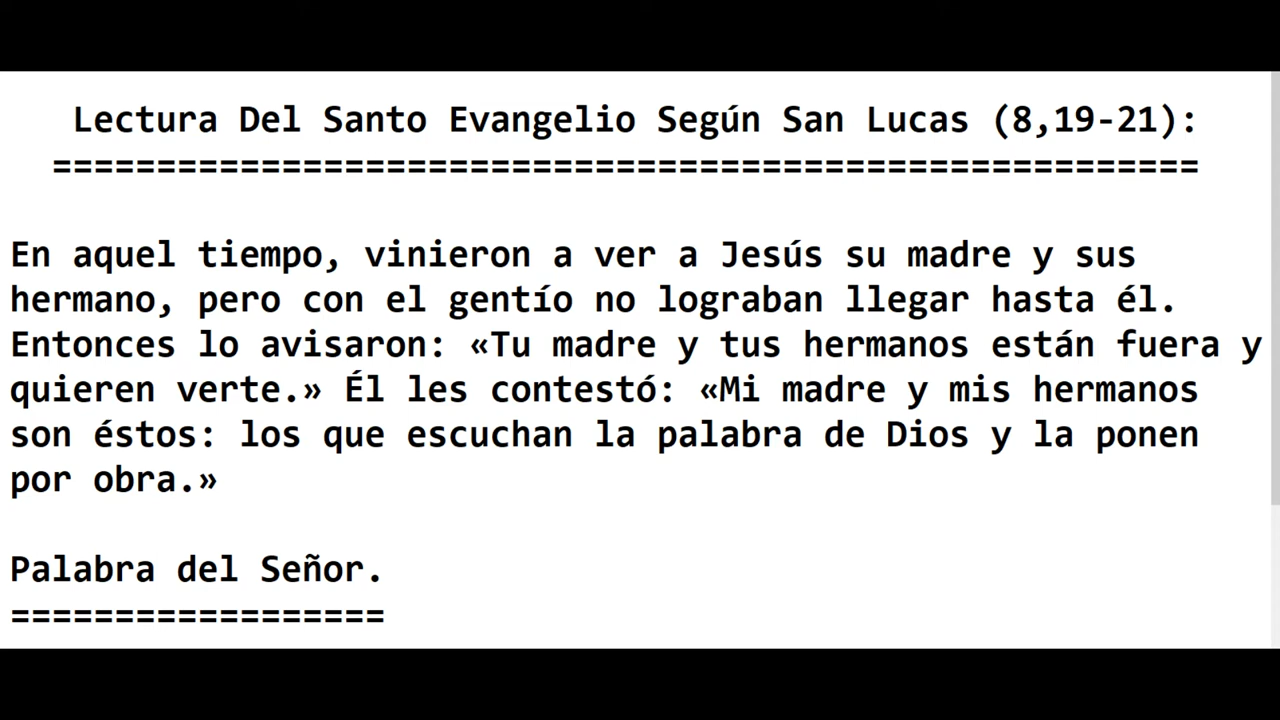 Lectura Del Santo Evangelio Según San Lucas (8,19-21):
=======================================================
En aquel tiempo, vinieron a ver a Jesús su madre y sus
hermano, pero con el gentío no lograban llegar hasta él.
Entonces lo avisaron: «Tu madre y tus hermanos están fuera y
quieren verte.» Él les contestó: «Mi madre y mis hermanos
son éstos: los que escuchan la palabra de Dios y la ponen
por obra.»
Palabra del Señor.
==================